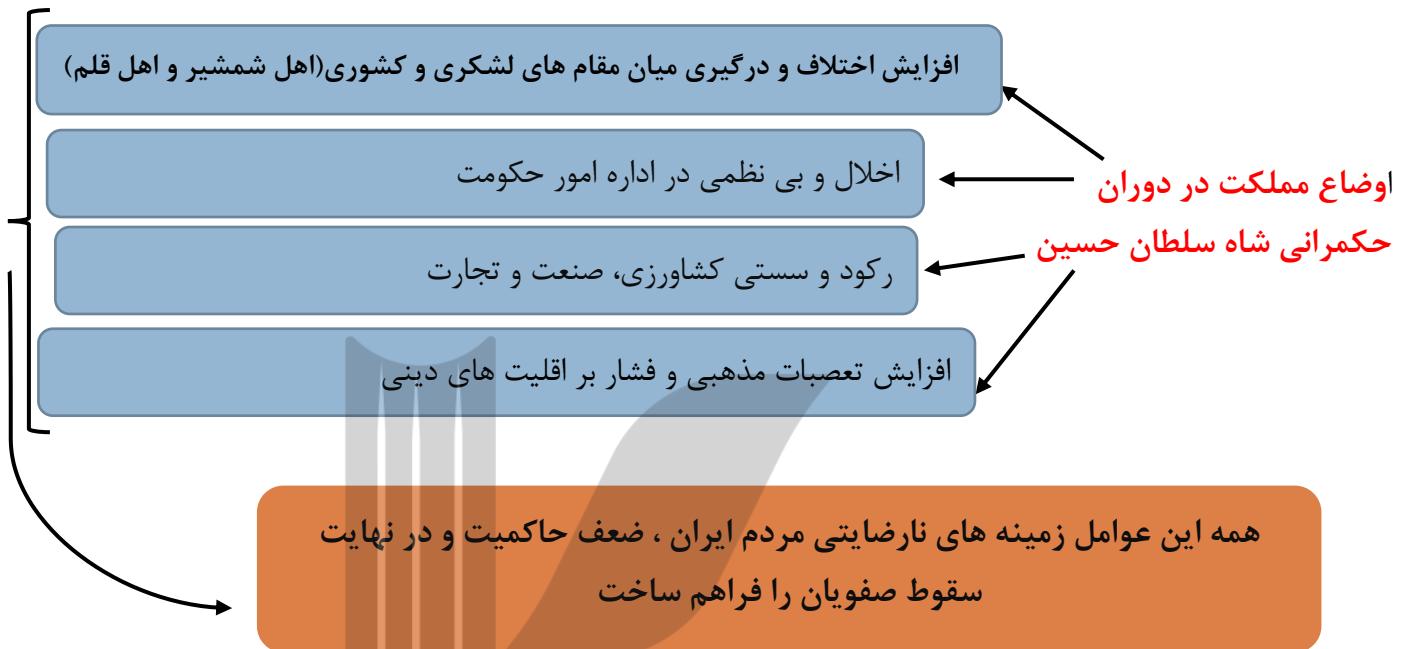 اوضاع مملکت در دوران
حکمرانی شاه سلطان حسین
افزایش اختلاف و درگیری میان مقام های لشکری و کشوری(اهل شمشیر و اهل قلم)
اخلال و بی نظمی در اداره امور حکومت
رکود و سستی کشاورزی، صنعت و تجارت
افزایش تعصبات مذهبی و فشار بر اقلیت های دینی
همه این عوامل زمینه های نارضایتی مردم ایران ، ضعف حاکمیت و در نهایت
سقوط صفویان را فراهم ساخت